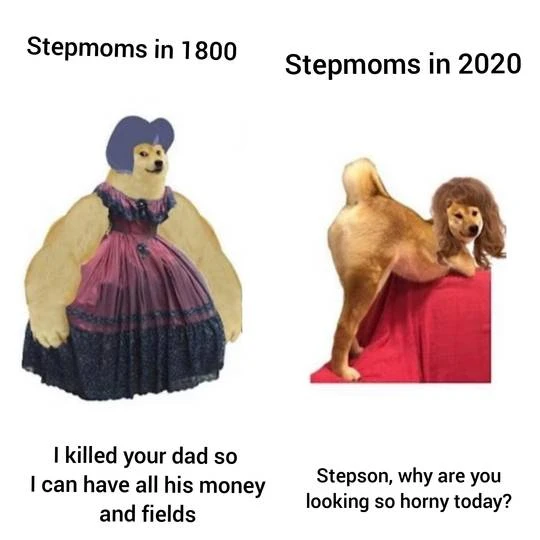 Stepmoms in 1800
Stepmoms in 2020
I killed your dad so
I can have all his money
and fields
Stepson, why are you
looking so horny today?